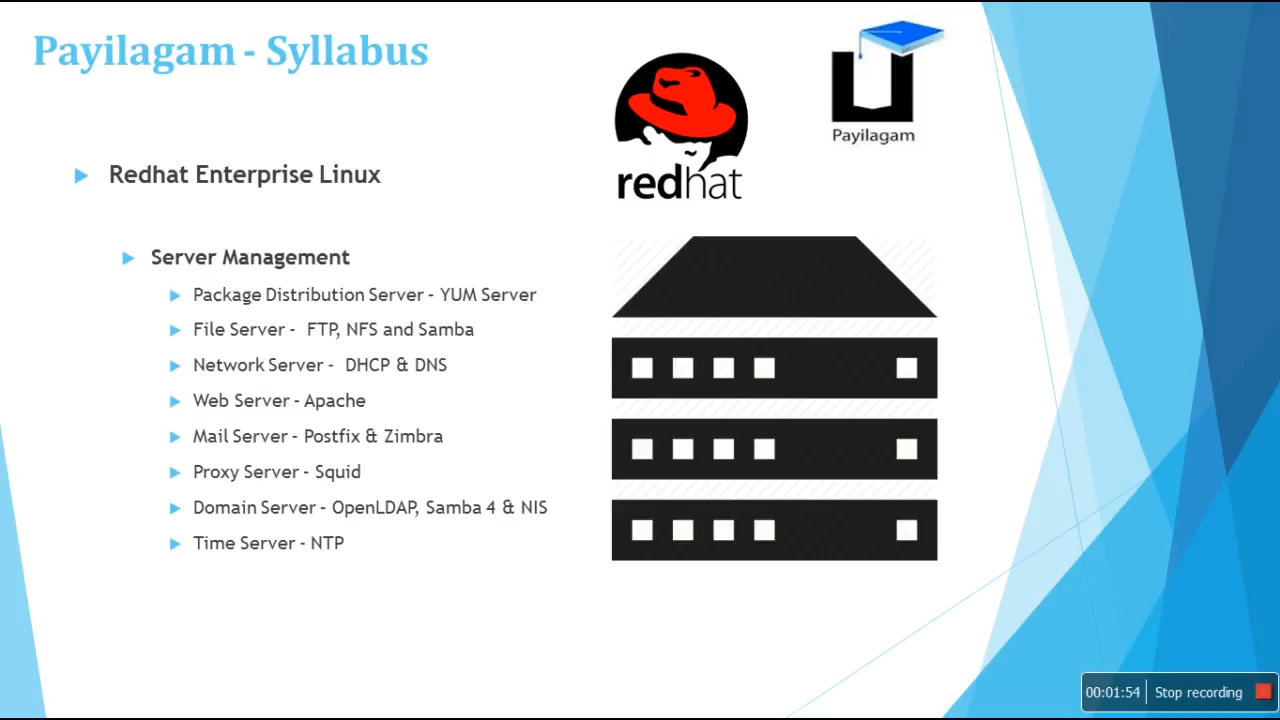 Payilagam - Syllabus
redhat
Payilagam
Redhat Enterprise Linux
Server Management
Package Distribution Server - YUM Server
File Server - FTP, NFS and Samba
Network Server - DHCP & DNS
Web Server - Apache
Mail Server - Postfix & Zimbra
Proxy Server - Squid
Domain Server - OpenLDAP, Samba 4 & NIS
Time Server - NTP
00:01:54 Stop recording